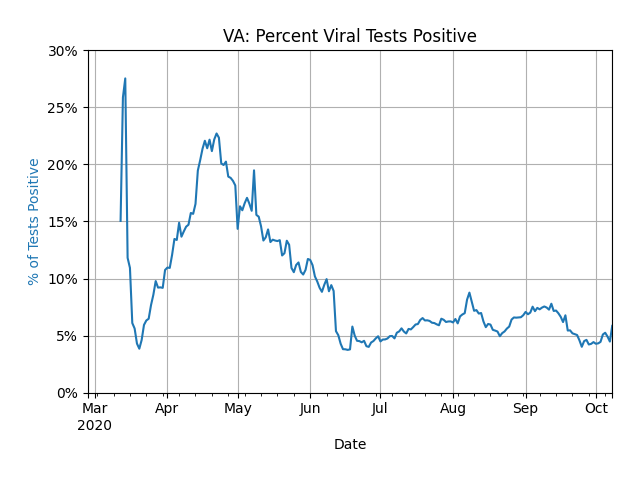 VA: Percent Viral Tests Positive
30%
25%
20%
15%
10%
5%
0%
% of Tests Positive
Mar Apr May Jun Jul Aug Sep Oct
2020
Date